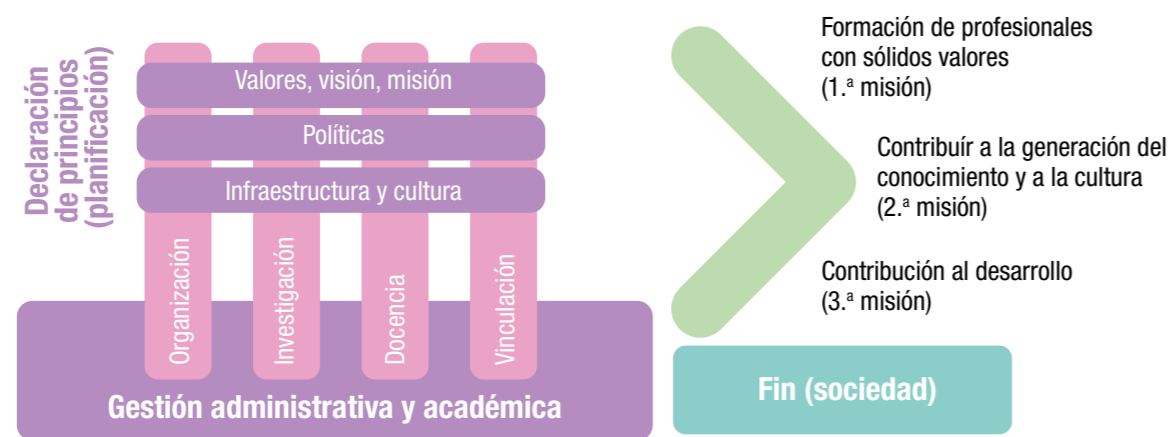 Declaración
de principios
(planificación)
Valores, visión, misión
Políticas
Infraestructura y cultura
Organización
Investigación
Docencia
Vinculación
Gestión administrativa y académica
Formación de profesionales
con sólidos valores
(1.ª misión)
Contribuír a la generación del
conocimiento y a la cultura
(2.ª misión)
Contribución al desarrollo
(3.ª misión)
Fin (sociedad)